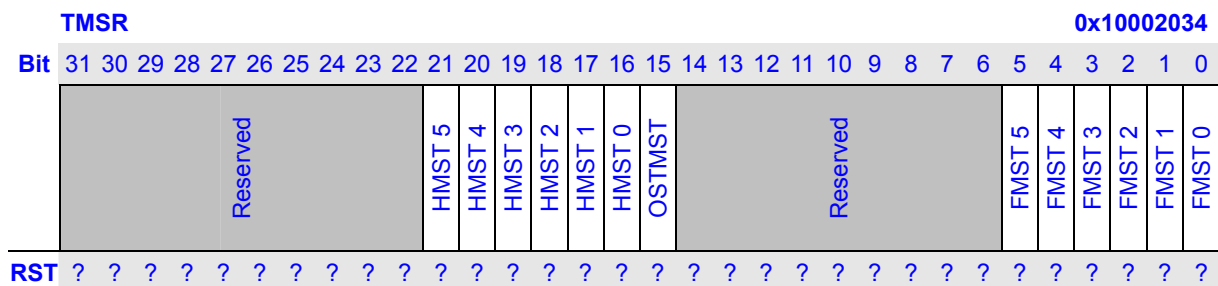 TMSR 0x10002034
Bit 31 30 29 28 27 26 25 24 23 22 21 20 19 18 17 16 15 14 13 12 11 10 9 8 7 6 5 4 3 2 1 0
Reserved HMST 5 HMST 4 HMST 3 HMST 2 HMST 1 HMST 0 OSTMST Reserved FMST 5 FMST 4 FMST 3 FMST 2 FMST 1 FMST 0
RST ? ? ? ? ? ? ? ? ? ? ? ? ? ? ? ? ? ? ? ? ? ? ? ? ? ? ? ? ? ? ? ?